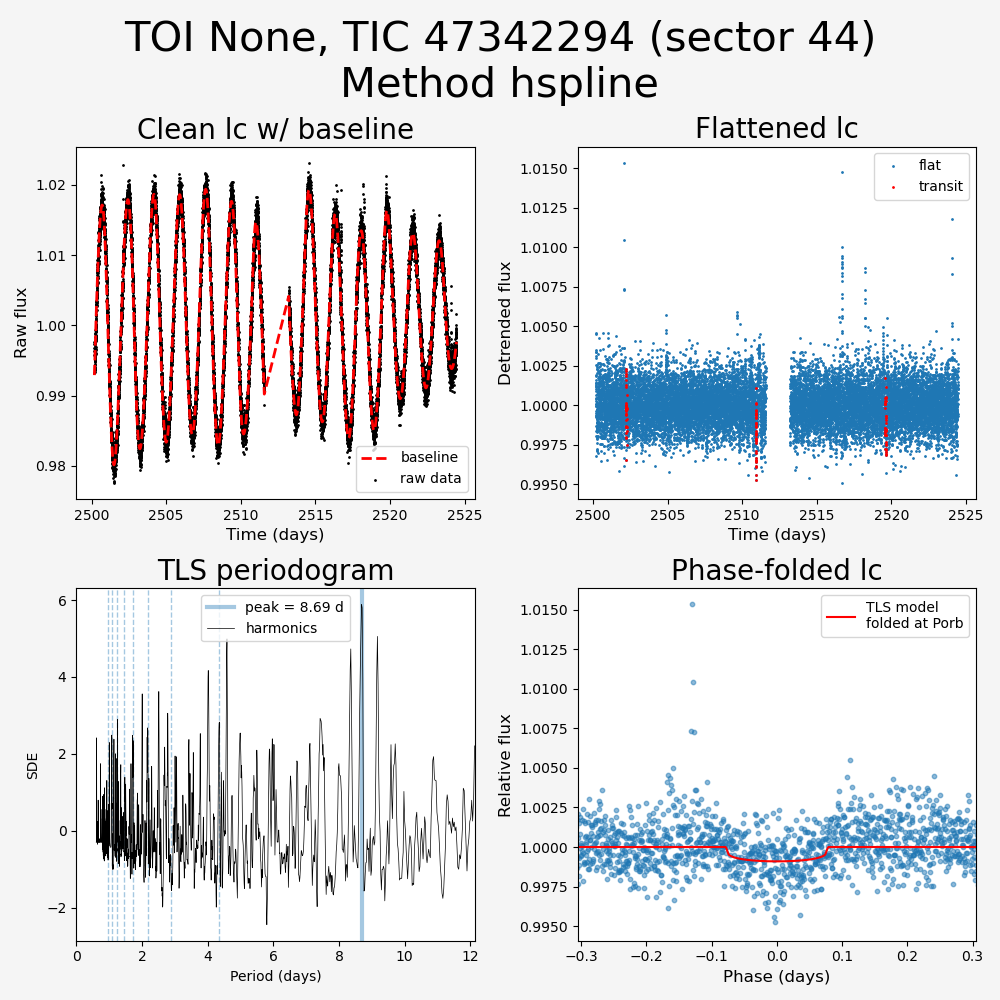 TOI None, TIC 47342294 (sector 44)
Method hspline
Clean lc w/ baseline
Raw flux
1.02
1.01
1.00
0.99
0.98
baseline
raw data
2500 2505 2510 2515 2520 2525
Time (days)
Flattened lc
Detrended flux
1.0150
1.0125
1.0100
1.0075
1.0050
1.0025
1.0000
0.9975
0.9950
flat
transit
2500 2505 2510 2515 2520 2525
Time (days)
TLS periodogram
SDE
6
4
2
0
−2
peak = 8.69 d
harmonics
0 2 4 6 8 10 12
Period (days)
Phase-folded lc
Relative flux
1.0150
1.0125
1.0100
1.0075
1.0050
1.0025
1.0000
0.9975
0.9950
TLS model
folded at Porb
−0.3 −0.2 −0.1 0.0 0.1 0.2 0.3
Phase (days)